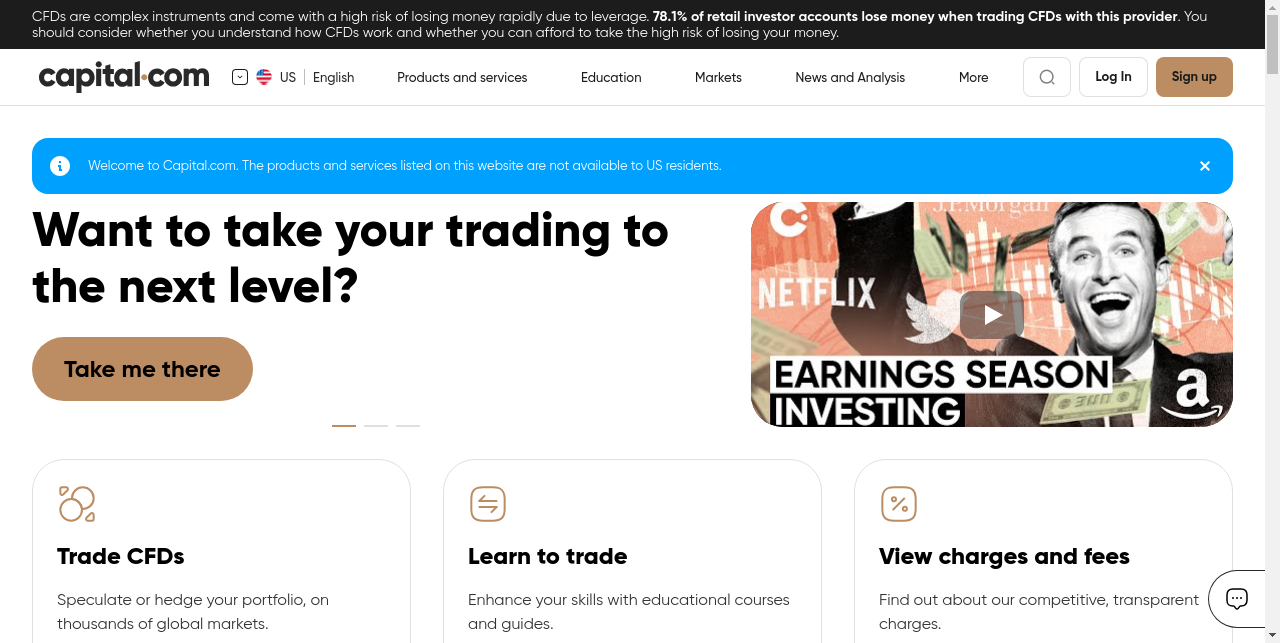 CFDs are complex instruments and come with a high risk of losing money rapidly due to leverage. 78.1% of retail investor accounts lose money when trading CFDs with this provider. You
should consider whether you understand how CFDs work and whether you can afford to take the high risk of losing your money.
capital.com
US English
Products and services
Education
Markets
News and Analysis
More
Log In
Sign up
Welcome to Capital.com. The products and services listed on this website are not available to US residents.
Want to take your trading to
the next level?
Take me there
J.P.Morgan
NETFLIX
EARNINGS SEASON
INVESTING
a
Trade CFDs
Speculate or hedge your portfolio, on
thousands of global markets.
Learn to trade
Enhance your skills with educational courses
and guides.
View charges and fees
Find out about our competitive, transparent
charges.